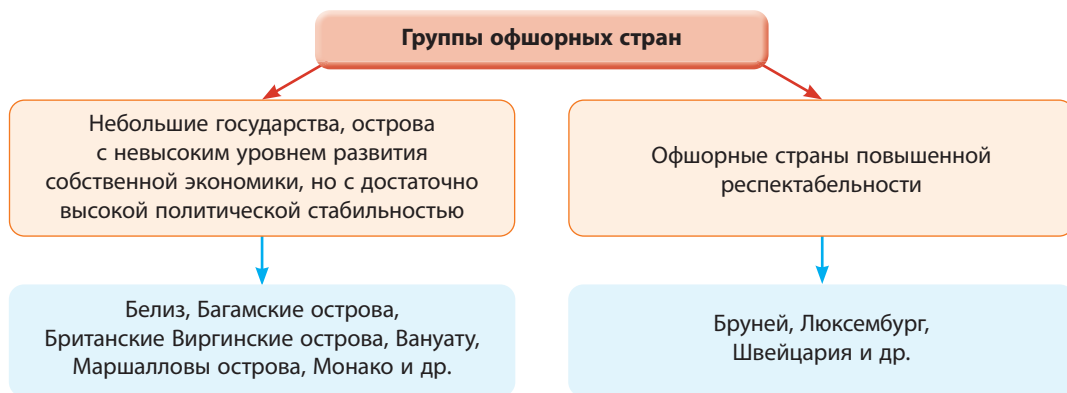 Группы офшорных стран
Небольшие государства, острова
с невысоким уровнем развития
собственной экономики, но с достаточно
высокой политической стабильностью
Офшорные страны повышенной
респектабельности
Белиз, Багамские острова,
Британские Виргинские острова, Вануату,
Маршалловы острова, Монако и др.
Бруней, Люксембург,
Швейцария и др.